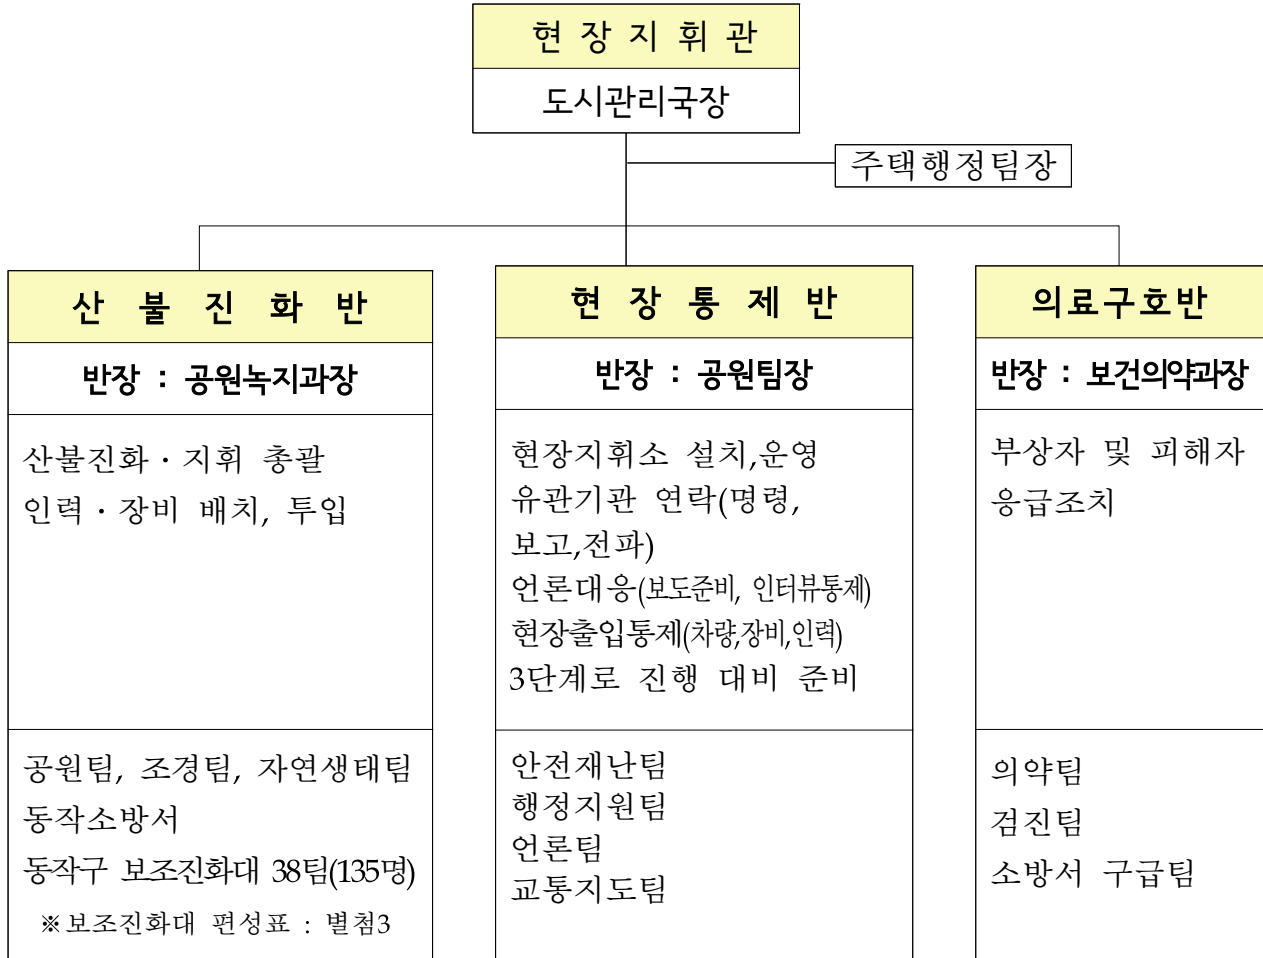 현 장 지 휘 관
도시관리국장
주택행정팀장
산 불 진 화 반
반장 : 공원녹지과장
산불진화·지휘 총괄
인력·장비 배치, 투입
공원팀, 조경팀, 자연생태팀
동작소방서
동작구 보조진화대 38팀(135명)
※보조진화대 편성표 : 별첨3
현 장 통 제 반
반장 : 공원팀장
현장지휘소 설치,운영
유관기관 연락(명령,
보고,전파)
언론대응(보도준비, 인터뷰통제)
현장출입통제(차량,장비,인력)
3단계로 진행 대비 준비
안전재난팀
행정지원팀
언론팀
교통지도팀
의료구호반
반장 : 보건의약과장
부상자 및 피해자
응급조치
의약팀
검진팀
소방서 구급팀